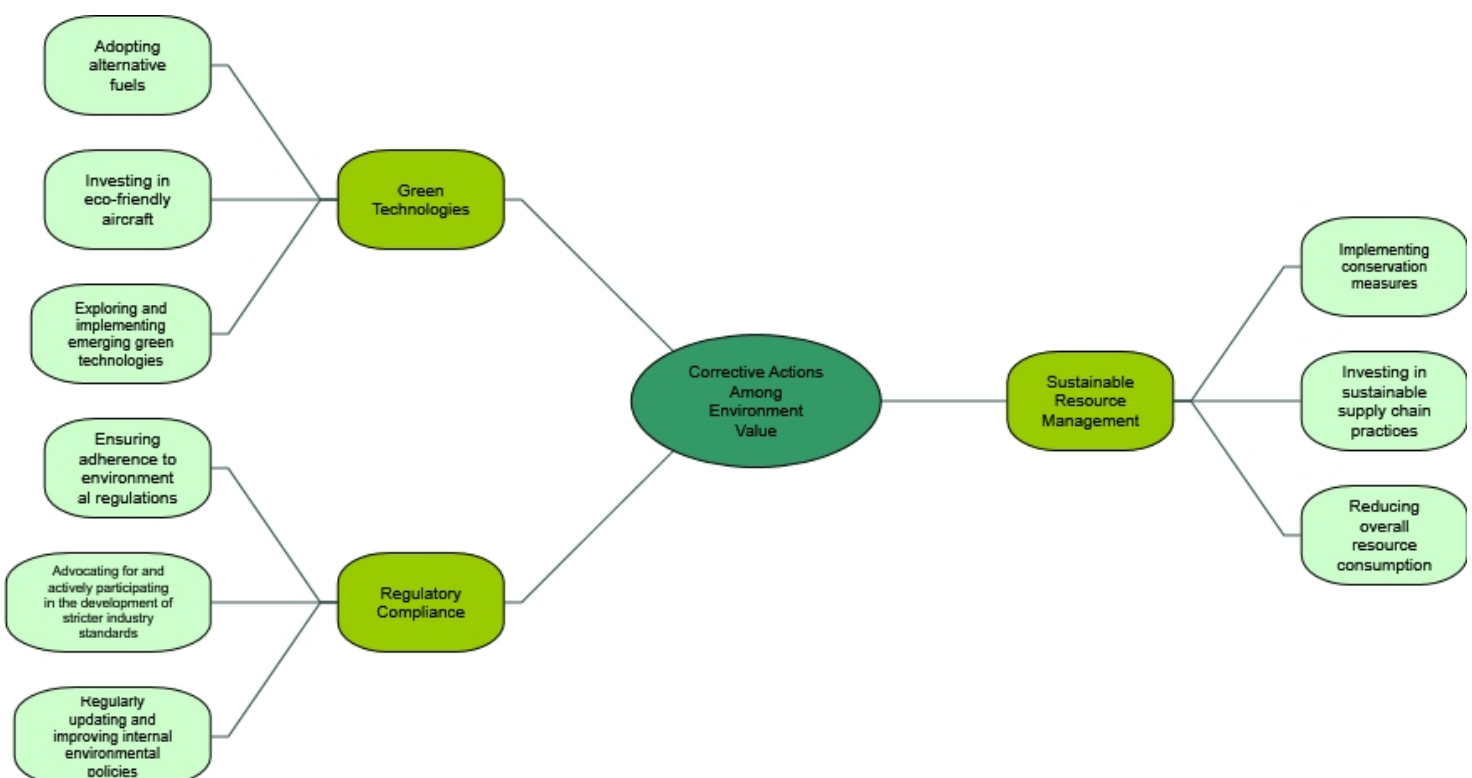 Adopting
alternative
fuels
Investing in
eco-friendly
aircraft
Exploring and
implementing
emerging green
technologies
Green
Technologies
Ensuring
adherence to
environment
al regulations
Advocating for and
actively participating
in the development of
stricter industry
standards
Regularly
updating and
improving internal
environmental
policies
Regulatory
Compliance
Corrective Actions
Among
Environment
Value
Sustainable
Resource
Management
Implementing
conservation
measures
Investing in
sustainable
supply chain
practices
Reducing
overall
resource
consumption